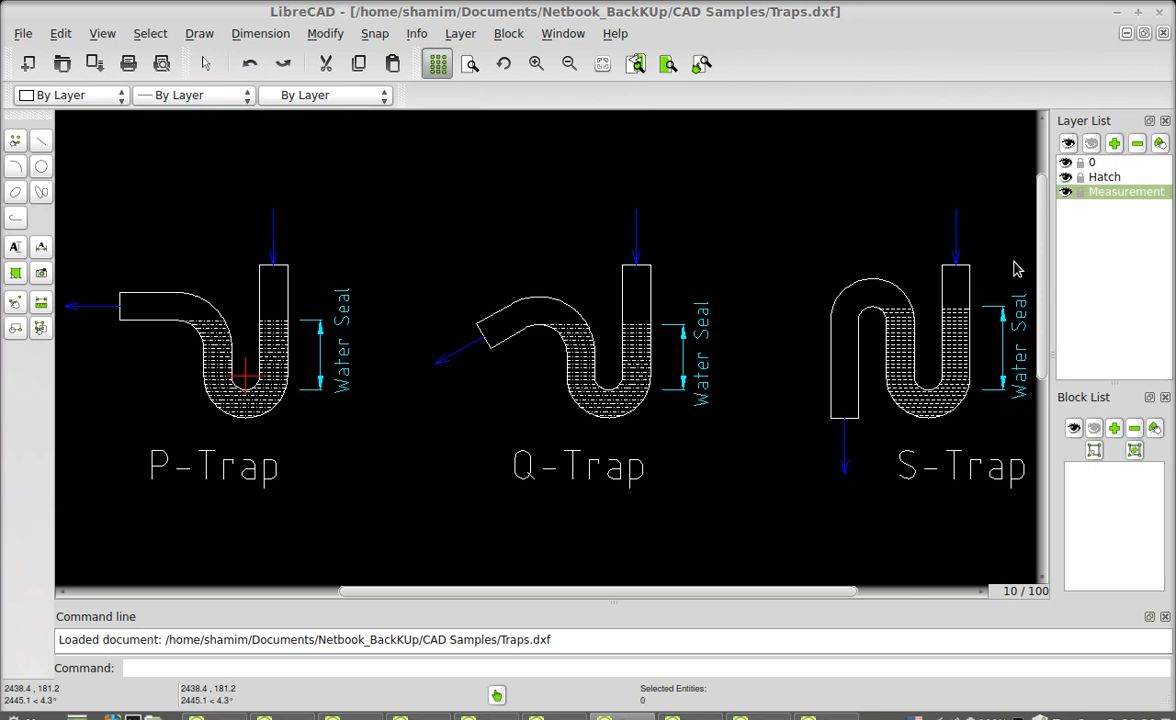 LibreCAD - [/home/shamim/Documents/Netbook_BackKUp/CAD Samples/Traps.dxf]
File Edit View Select Draw Dimension Modify Snap Info Layer Block Window Help
By Layer By Layer By Layer
Layer List
0
Hatch
Measurement
Water Seal
Water Seal
Water Seal
P-Trap
Q-Trap
S-Trap
Block List
10 / 100
Command line
Loaded document: /home/shamim/Documents/Netbook_BackKUp/CAD Samples/Traps.dxf
Command:
2438.4 , 181.2
2445.1 < 4.3°
2438.4 , 181.2
2445.1 < 4.3°
Selected Entities:
0